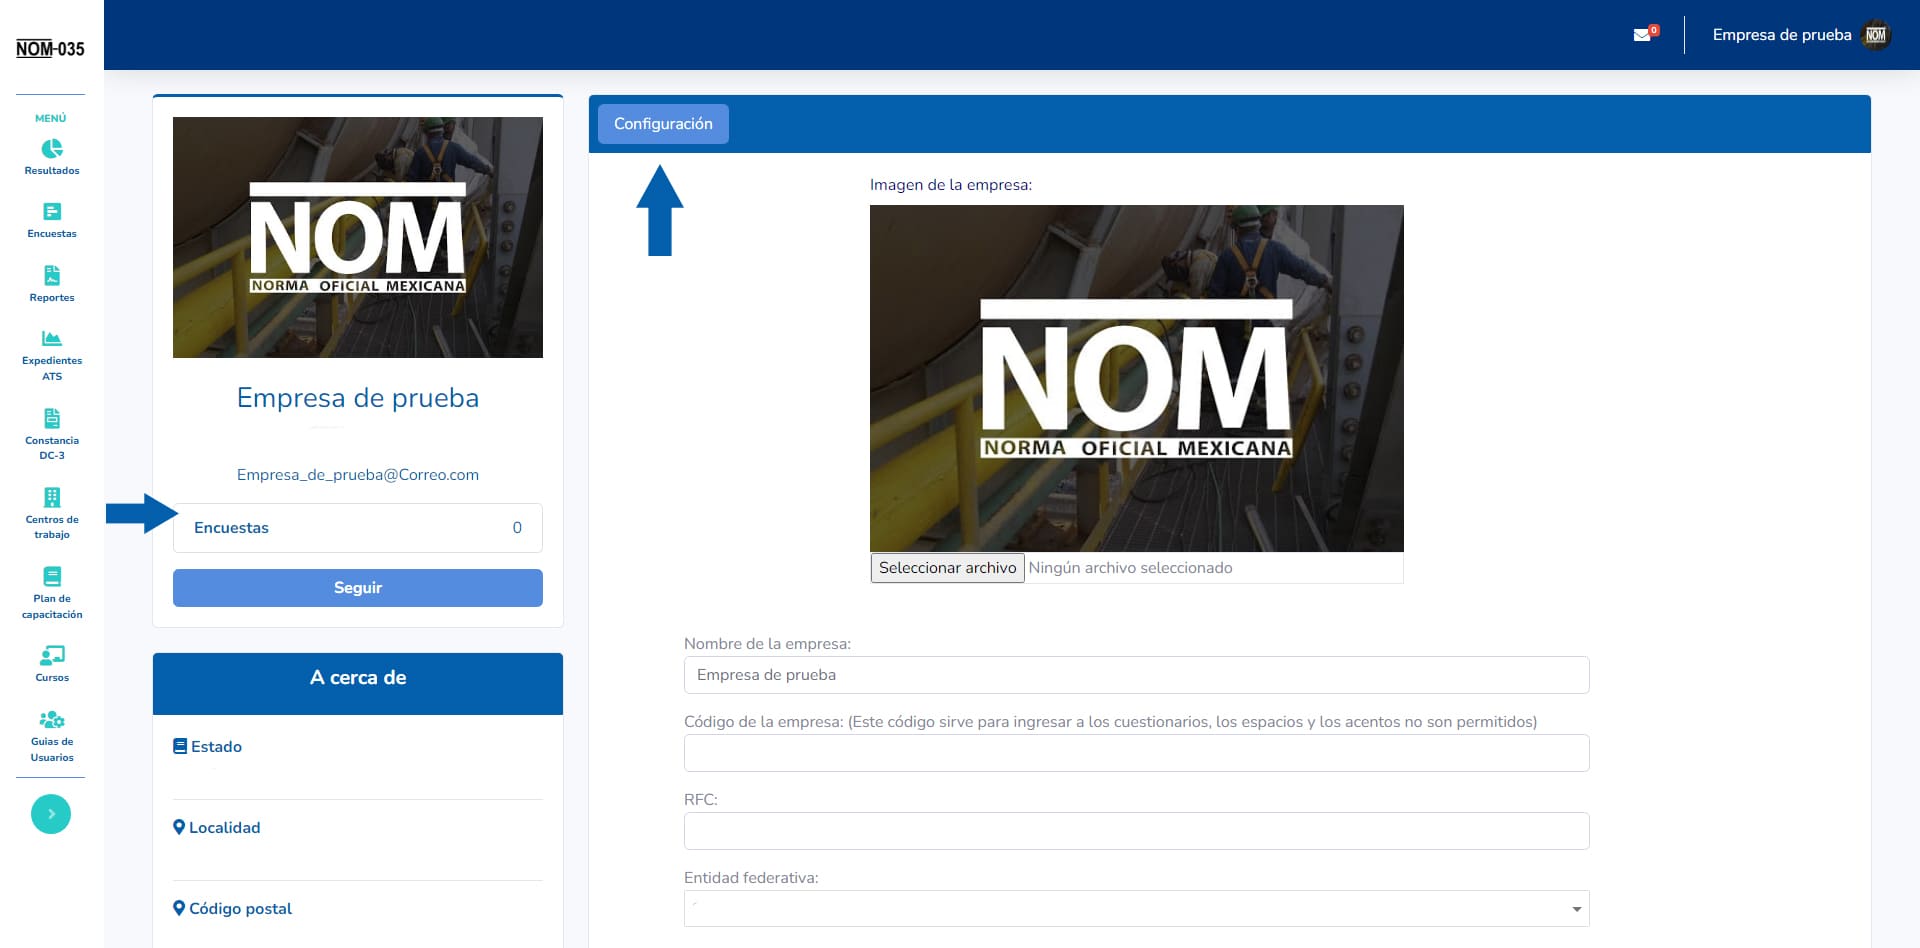 NOM-035
MENÚ
Resultados
Encuestas
Reportes
Expedientes
ATS
Constancia
DC-3
Centros de
trabajo
Plan de
capacitación
Cursos
Guias de
Usuarios
0
Empresa de prueba
NOM
NOM
NORMA OFICIAL MEXICANA
Empresa de prueba
Empresa_de_prueba@Correo.com
Encuestas 0
Seguir
A cerca de
Estado
Localidad
Código postal
Configuración
Imagen de la empresa:
NOM
NORMA OFICIAL MEXICANA
Seleccionar archivo Ningún archivo seleccionado
Nombre de la empresa:
Empresa de prueba
Código de la empresa: (Este código sirve para ingresar a los cuestionarios, los espacios y los acentos no son permitidos)
RFC:
Entidad federativa: